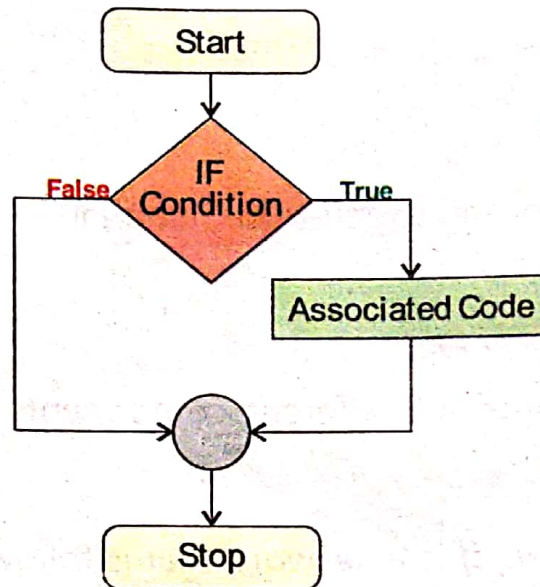 Start
IF
Condition
False
True
Associated Code
Stop